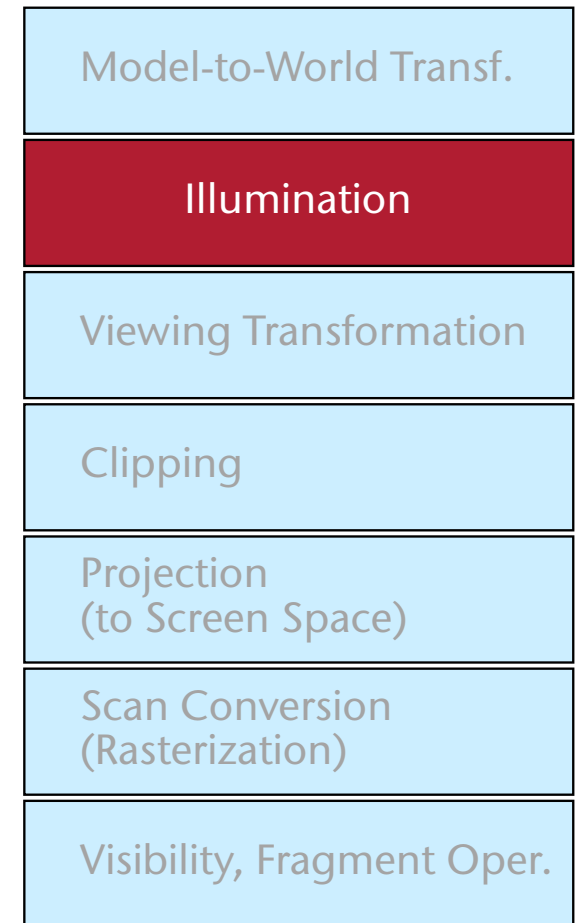 Model-to-World Transf.
Illumination
Viewing Transformation
Clipping
Projection
(to Screen Space)
Scan Conversion
(Rasterization)
Visibility, Fragment Oper.